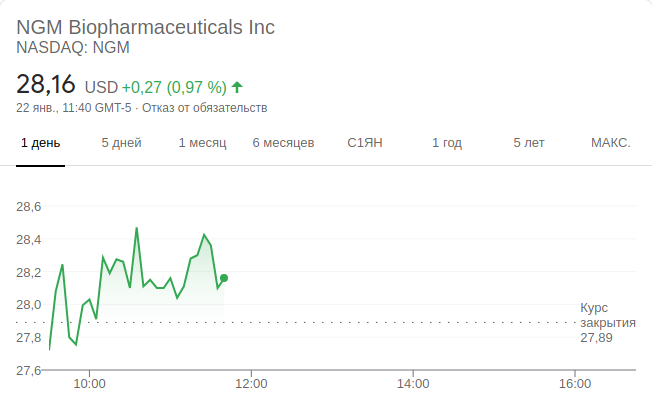 NGM Biopharmaceuticals Inc
NASDAQ: NGM
28,16 USD +0,27 (0,97 %)
22 янв., 11:40 GMT-5 · Отказ от обязательств
1 день 5 дней 1 месяц 6 месяцев С1ЯН 1 год 5 лет МАКС.
28,6
28,4
28,2
28,0
27,8
27,6
Курс
закрытия
27,89
10:00 12:00 14:00 16:00